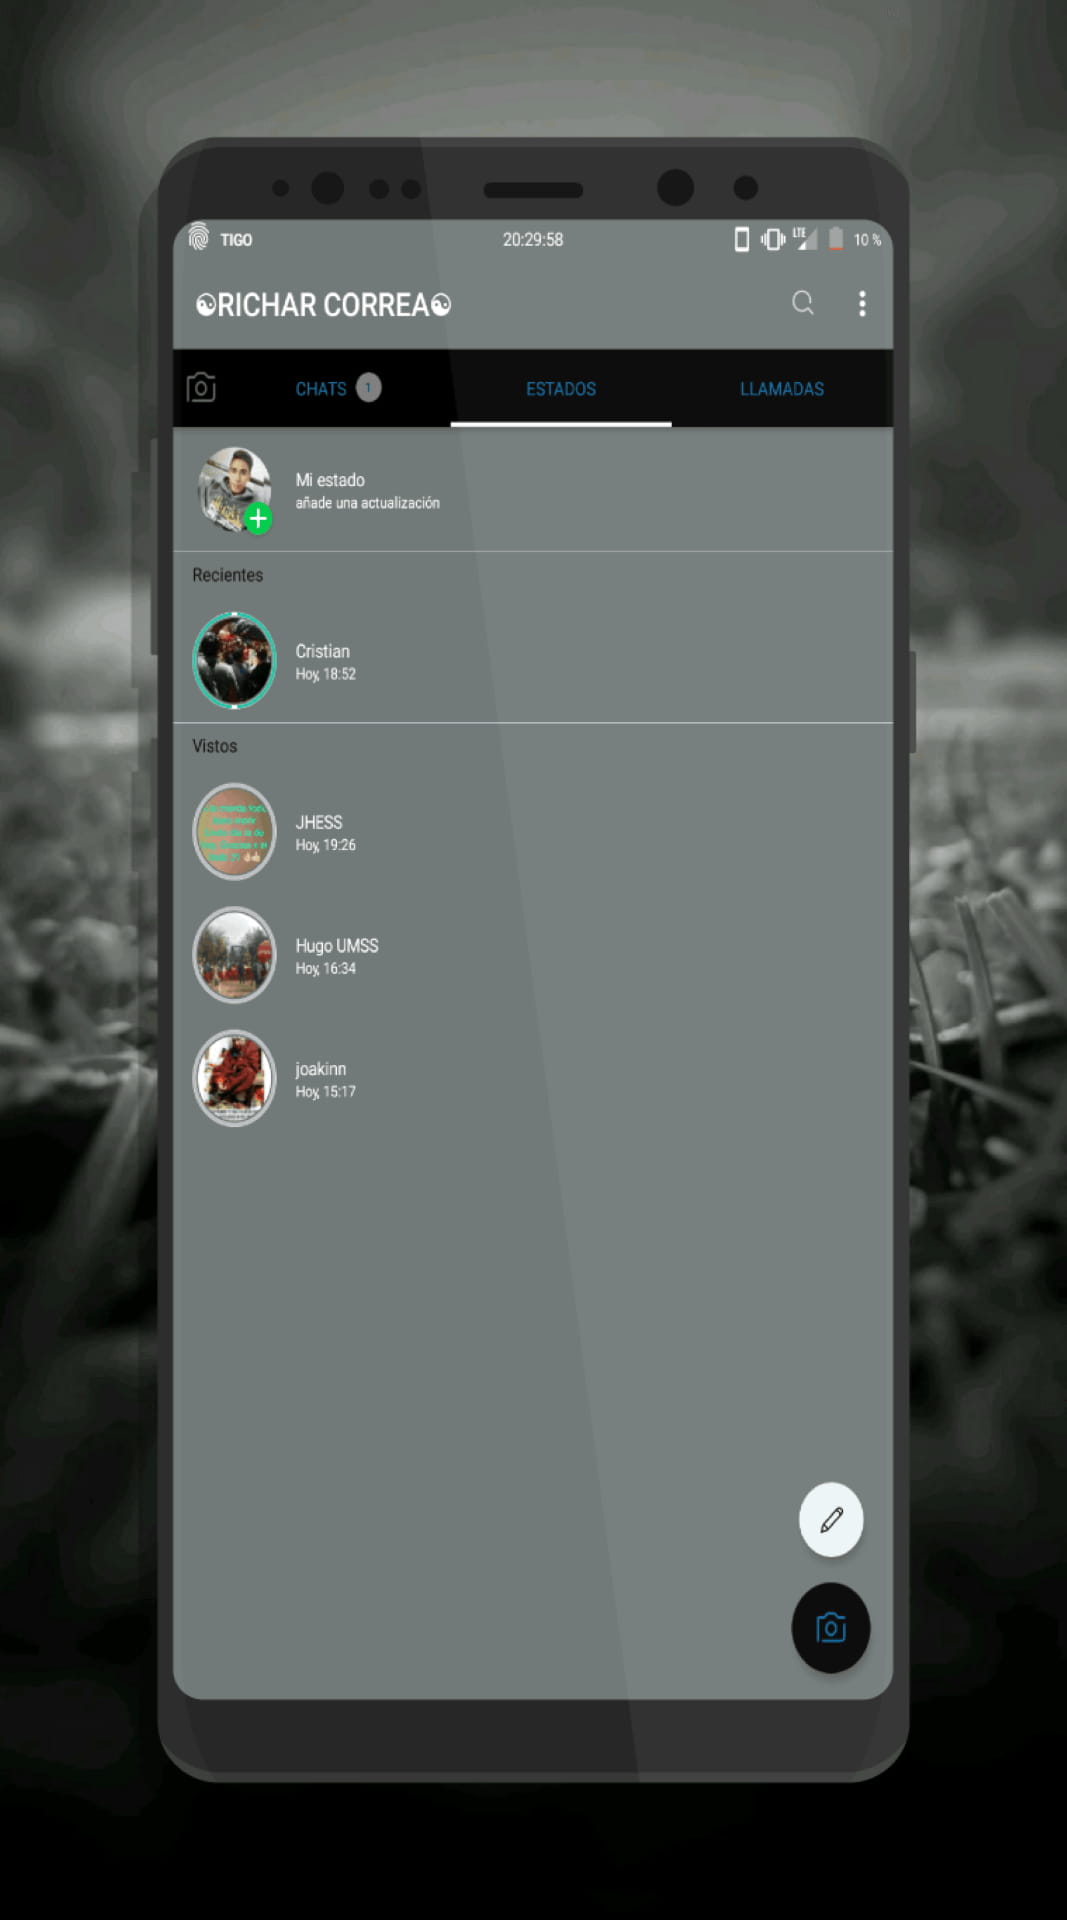 TIGO
20:29:58
LTE
10 %
☯RICHAR CORREA☯
CHATS 1
ESTADOS
LLAMADAS
Mi estado
añade una actualización
Recientes
Cristian
Hoy, 18:52
Vistos
JHESS
Hoy, 19:26
Hugo UMSS
Hoy, 16:34
joakinn
Hoy, 15:17